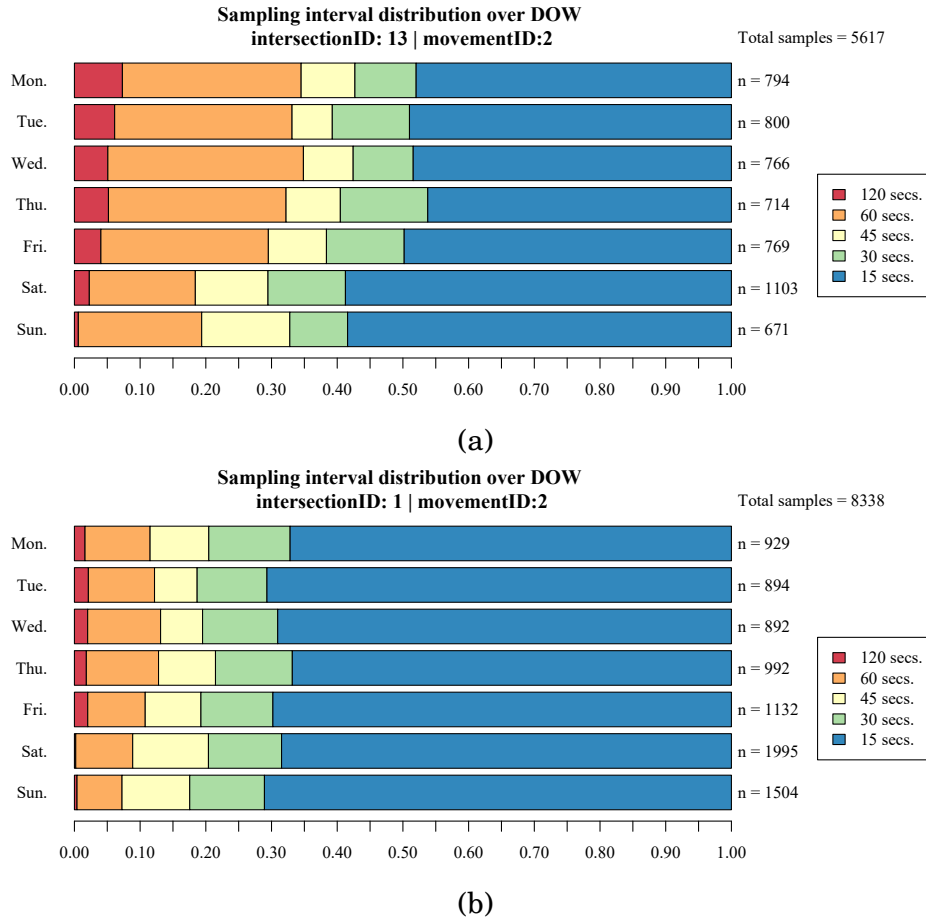 Sampling interval distribution over DOW
intersectionID: 13 | movementID:2
Total samples = 5617
Mon.
n = 794
Tue.
n = 800
Wed.
n = 766
Thu.
n = 714
Fri.
n = 769
Sat.
n = 1103
Sun.
n = 671
120 secs.
60 secs.
45 secs.
30 secs.
15 secs.
0.00 0.10 0.20 0.30 0.40 0.50 0.60 0.70 0.80 0.90 1.00
(a)
Sampling interval distribution over DOW
intersectionID: 1 | movementID:2
Total samples = 8338
Mon.
n = 929
Tue.
n = 894
Wed.
n = 892
Thu.
n = 992
Fri.
n = 1132
Sat.
n = 1995
Sun.
n = 1504
120 secs.
60 secs.
45 secs.
30 secs.
15 secs.
0.00 0.10 0.20 0.30 0.40 0.50 0.60 0.70 0.80 0.90 1.00
(b)